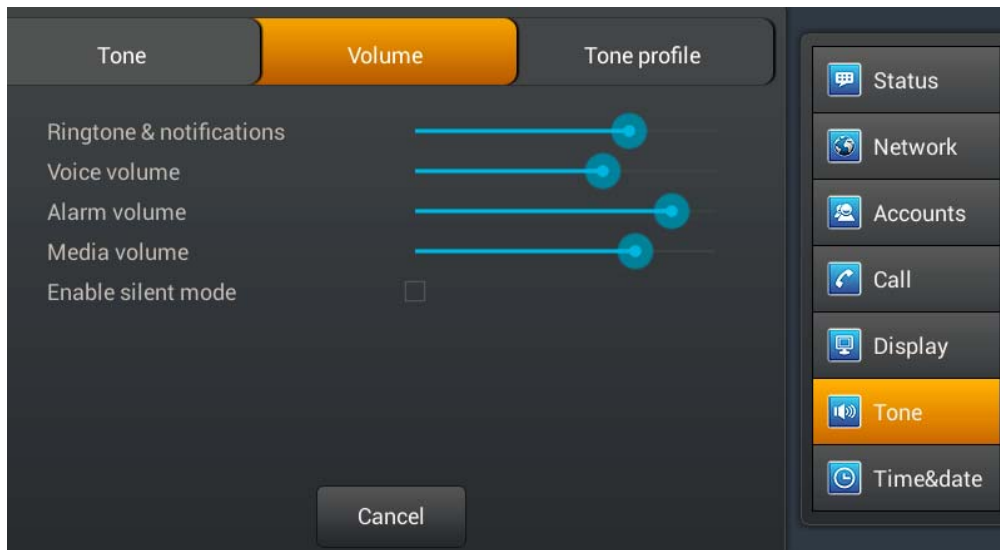 Tone
Volume
Tone profile
Ringtone & notifications
Voice volume
Alarm volume
Media volume
Enable silent mode
Cancel
Status
Network
Accounts
Call
Display
Tone
Time&date